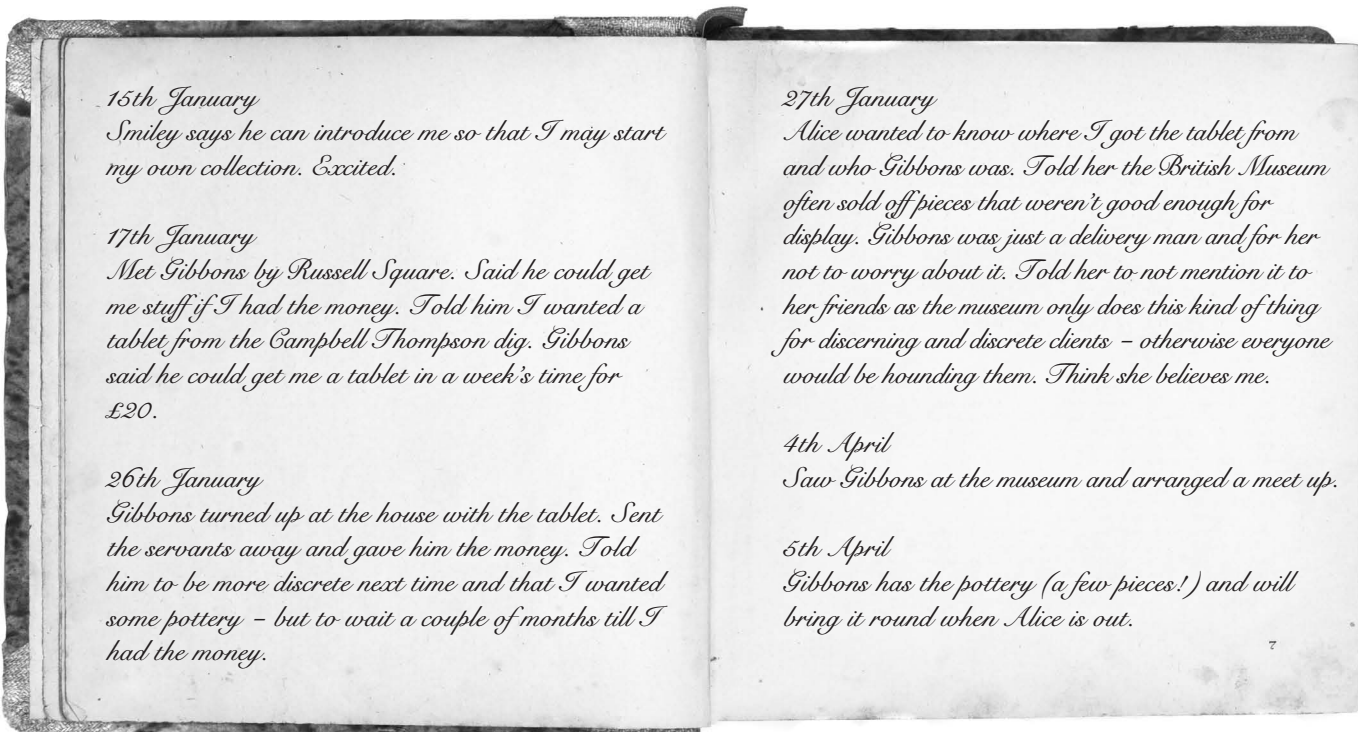 15th January
Smiley says he can introduce me so that I may start
my own collection. Excited.
17th January
Met Gibbons by Russell Square. Said he could get
me stuff if I had the money. Told him I wanted a
tablet from the Campbell Thompson dig. Gibbons
said he could get me a tablet in a week's time for
£20.
26th January
Gibbons turned up at the house with the tablet. Sent
the servants away and gave him the money. Told
him to be more discrete next time and that I wanted
some pottery – but to wait a couple of months till I
had the money.
27th January
Alice wanted to know where I got the tablet from
and who Gibbons was. Told her the British Museum
often sold off pieces that weren't good enough for
display. Gibbons was just a delivery man and for her
not to worry about it. Told her to not mention it to
her friends as the museum only does this kind of thing
for discerning and discrete clients – otherwise everyone
would be hounding them. Think she believes me.
4th April
Saw Gibbons at the museum and arranged a meet up.
5th April
Gibbons has the pottery (a few pieces!) and will
bring it round when Alice is out.
7